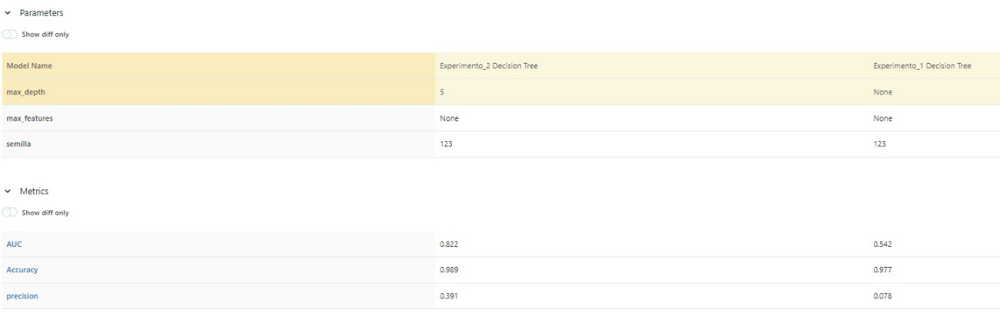 Parameters
Show diff only
Model Name Experimento_2 Decision Tree Experimento_1 Decision Tree
max_depth 5 None
max_features None None
semilla 123 123
Metrics
Show diff only
AUC 0.822 0.542
Accuracy 0.989 0.977
precision 0.391 0.078